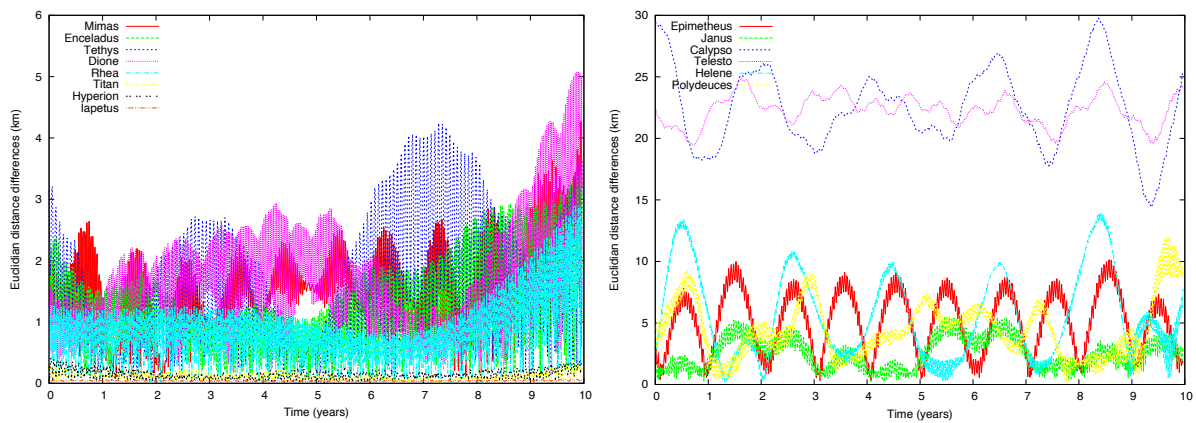 6
5
4
3
2
1
0
Euclidian distance differences (km)
Mimas
Enceladus
Tethys
Dione
Rhea
Titan
Hyperion
Iapetus
0 1 2 3 4 5 6 7 8 9 10
Time (years)
30
25
20
15
10
5
0
Euclidian distance differences (km)
Epimetheus
Janus
Calypso
Telesto
Helene
Polydeuces
0 1 2 3 4 5 6 7 8 9 10
Time (years)